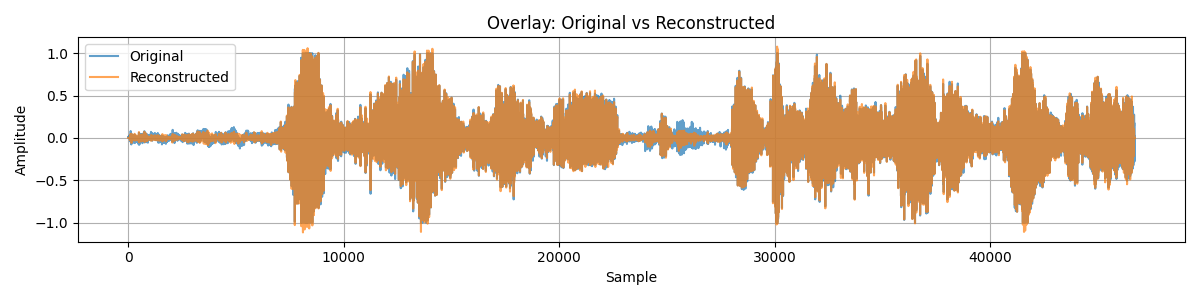 Overlay: Original vs Reconstructed
Original
Reconstructed
Amplitude
1.0
0.5
0.0
−0.5
−1.0
0 10000 20000 30000 40000
Sample